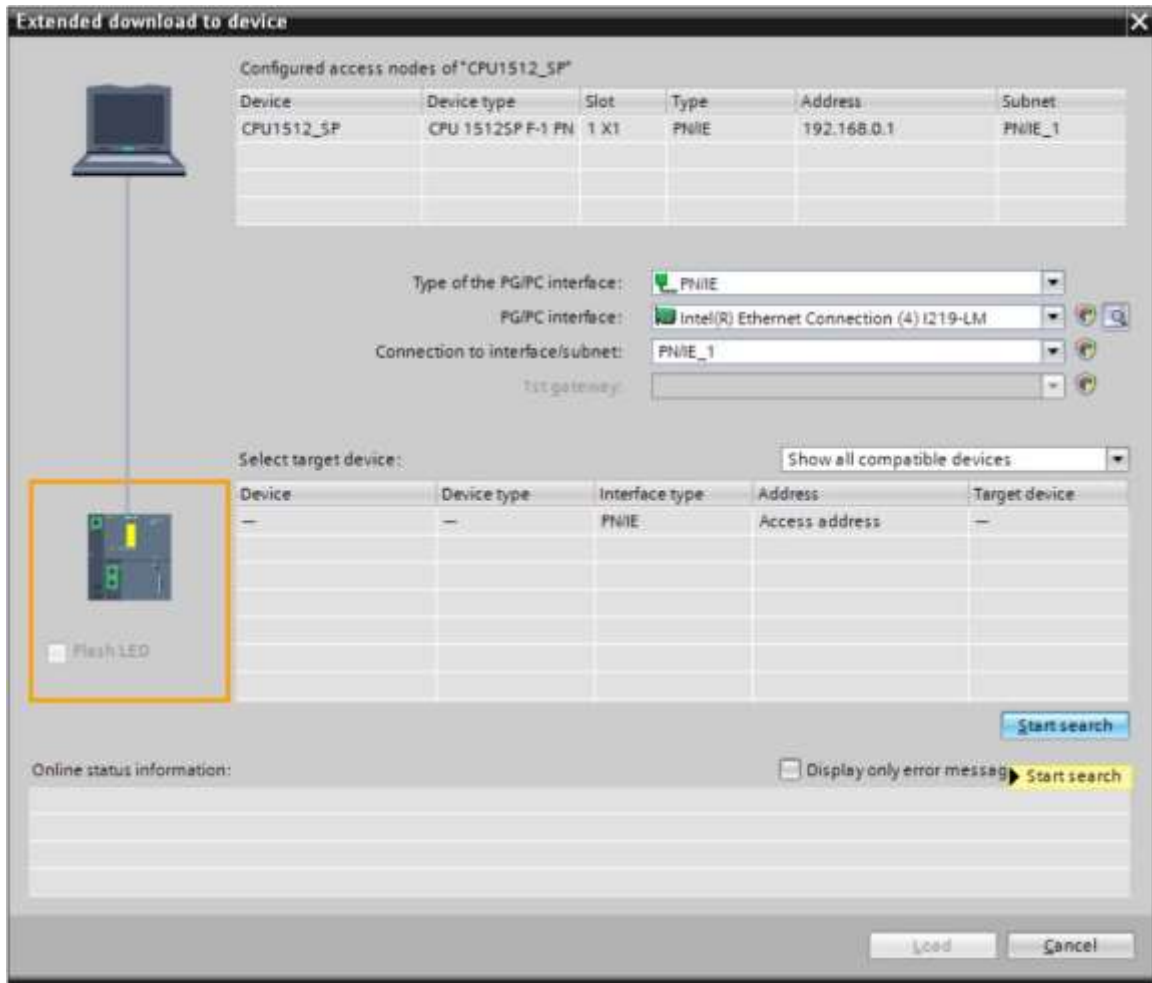 Extended download to device
Configured access nodes of "CPU1512_SP"
Device Device type Slot Type Address Subnet
CPU1512_SP CPU 1512SP F-1 PN 1 X1 PN/IE 192.168.0.1 PN/IE_1
Type of the PG/PC interface: PN/IE
PG/PC interface: Intel(R) Ethernet Connection (4) I219-LM
Connection to interface/subnet: PN/IE_1
1st gateway:
Select target device: Show all compatible devices
Device Device type Interface type Address Target device
— — PN/IE Access address —
Flash LED
Start search
Online status information: Display only error messag
Start search
Load Cancel